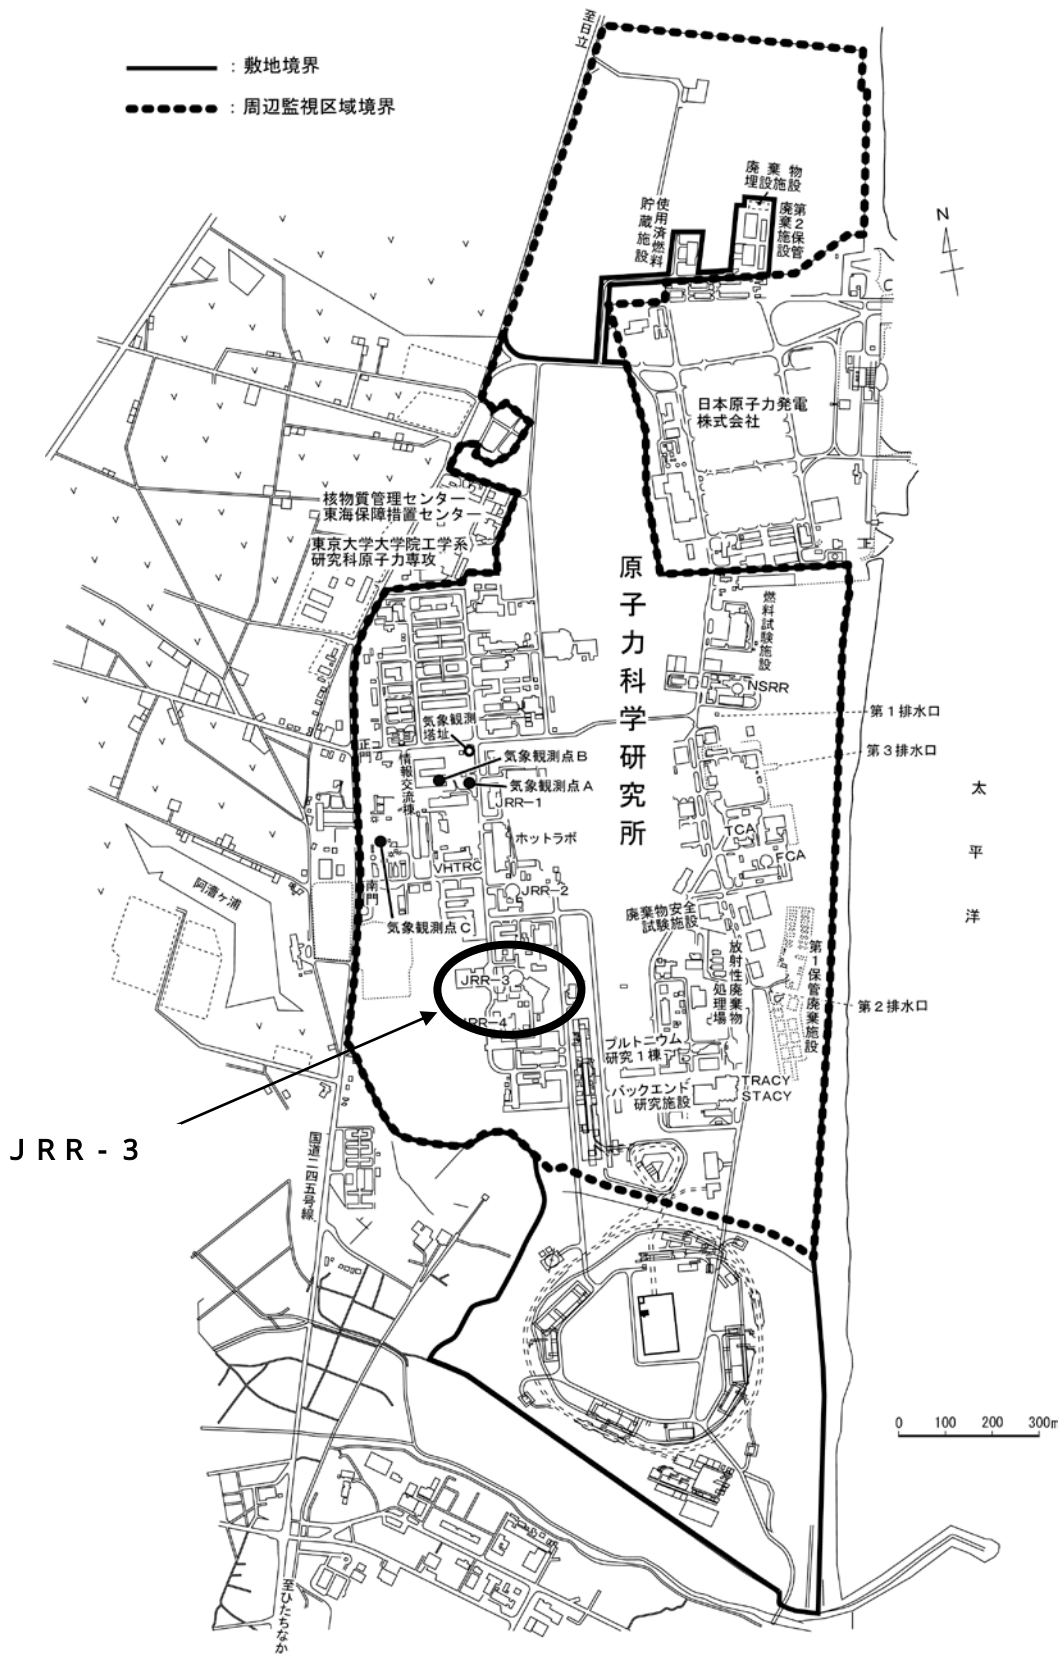 至日立
：敷地境界
：周辺監視区域境界
廃棄物
埋設施設
使用済燃料
貯蔵施設
第２保管
廃棄施設
N
日本原子力発電
株式会社
核物質管理センター
東海保障措置センター
東京大学大学院工学系
研究科原子力専攻
原子力科学研究所
燃料試験施設
NSRR
第１排水口
第３排水口
気象観測
塔址
正門
情報交流棟
気象観測点B
気象観測点A
JRR-1
太平洋
ホットラボ
TCA
FCA
VHTRC
JRR-2
南門
阿漕ヶ浦
気象観測点C
廃棄物安全
試験施設
放射性廃棄物
処理場
第１保管廃棄施設
第２排水口
JRR-3
JRR-4
プルトニウム
研究１棟
バックエンド
研究施設
TRACY
STACY
ＪＲＲ-３
国道二四五号線
0 100 200 300m
至ひたちなか